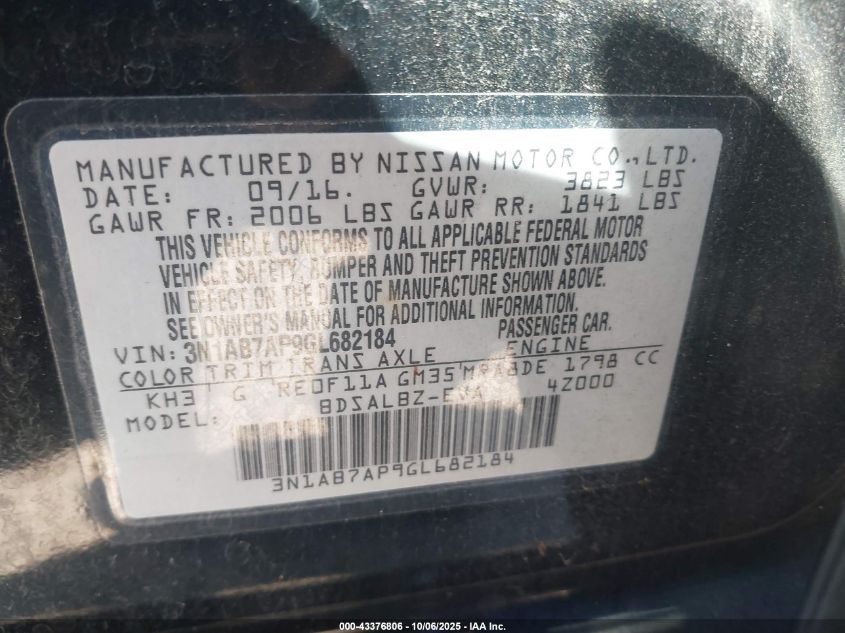 MANUFACTURED BY NISSAN MOTOR CO.,LTD.
DATE: 09/16. GVWR: 3823 LBS
GAWR FR: 2006 LBS GAWR RR: 1841 LBS
THIS VEHICLE CONFORMS TO ALL APPLICABLE FEDERAL MOTOR
VEHICLE SAFETY, BUMPER AND THEFT PREVENTION STANDARDS
IN EFFECT ON THE DATE OF MANUFACTURE SHOWN ABOVE.
SEE OWNER'S MANUAL FOR ADDITIONAL INFORMATION.
VIN: 3N1AB7AP9GL682184 PASSENGER CAR.
COLOR TRIM TRANS AXLE ENGINE
KH3 G RE0F11A GM35 MRA8DE 1798 CC
MODEL: BDSALBZ-EVA 4Z000
3N1AB7AP9GL682184
000-43376806 - 10/06/2025 - IAA Inc.